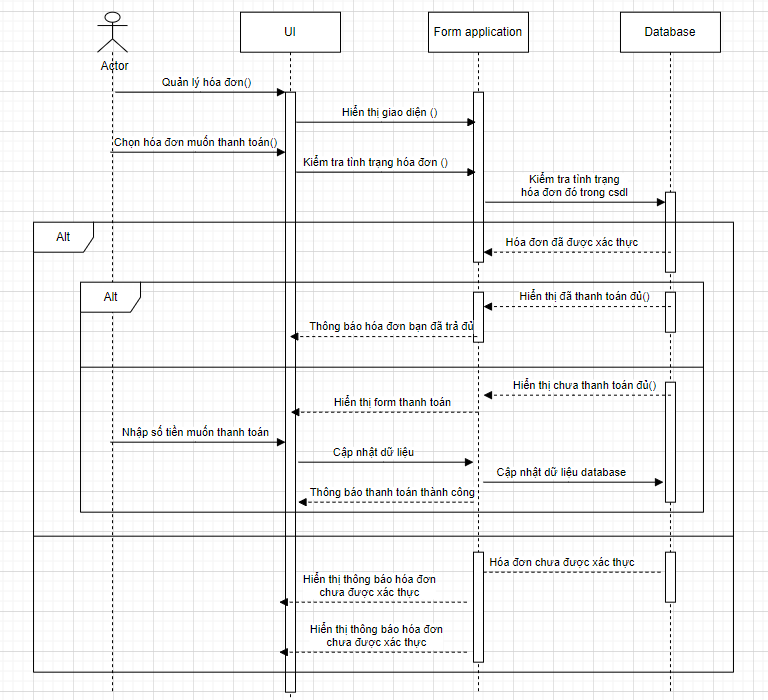 UI
Form application
Database
Actor
Quản lý hóa đơn()
Hiển thị giao diện ()
Chọn hóa đơn muốn thanh toán()
Kiểm tra tình trạng hóa đơn ()
Kiểm tra tình trạng
hóa đơn đó trong csdl
Alt
Hóa đơn đã được xác thực
Alt
Hiển thị đã thanh toán đủ()
Thông báo hóa đơn bạn đã trả đủ
Hiển thị chưa thanh toán đủ()
Hiển thị form thanh toán
Nhập số tiền muốn thanh toán
Cập nhật dữ liệu
Cập nhật dữ liệu database
Thông báo thanh toán thành công
Hóa đơn chưa được xác thực
Hiển thị thông báo hóa đơn
chưa được xác thực
Hiển thị thông báo hóa đơn
chưa được xác thực